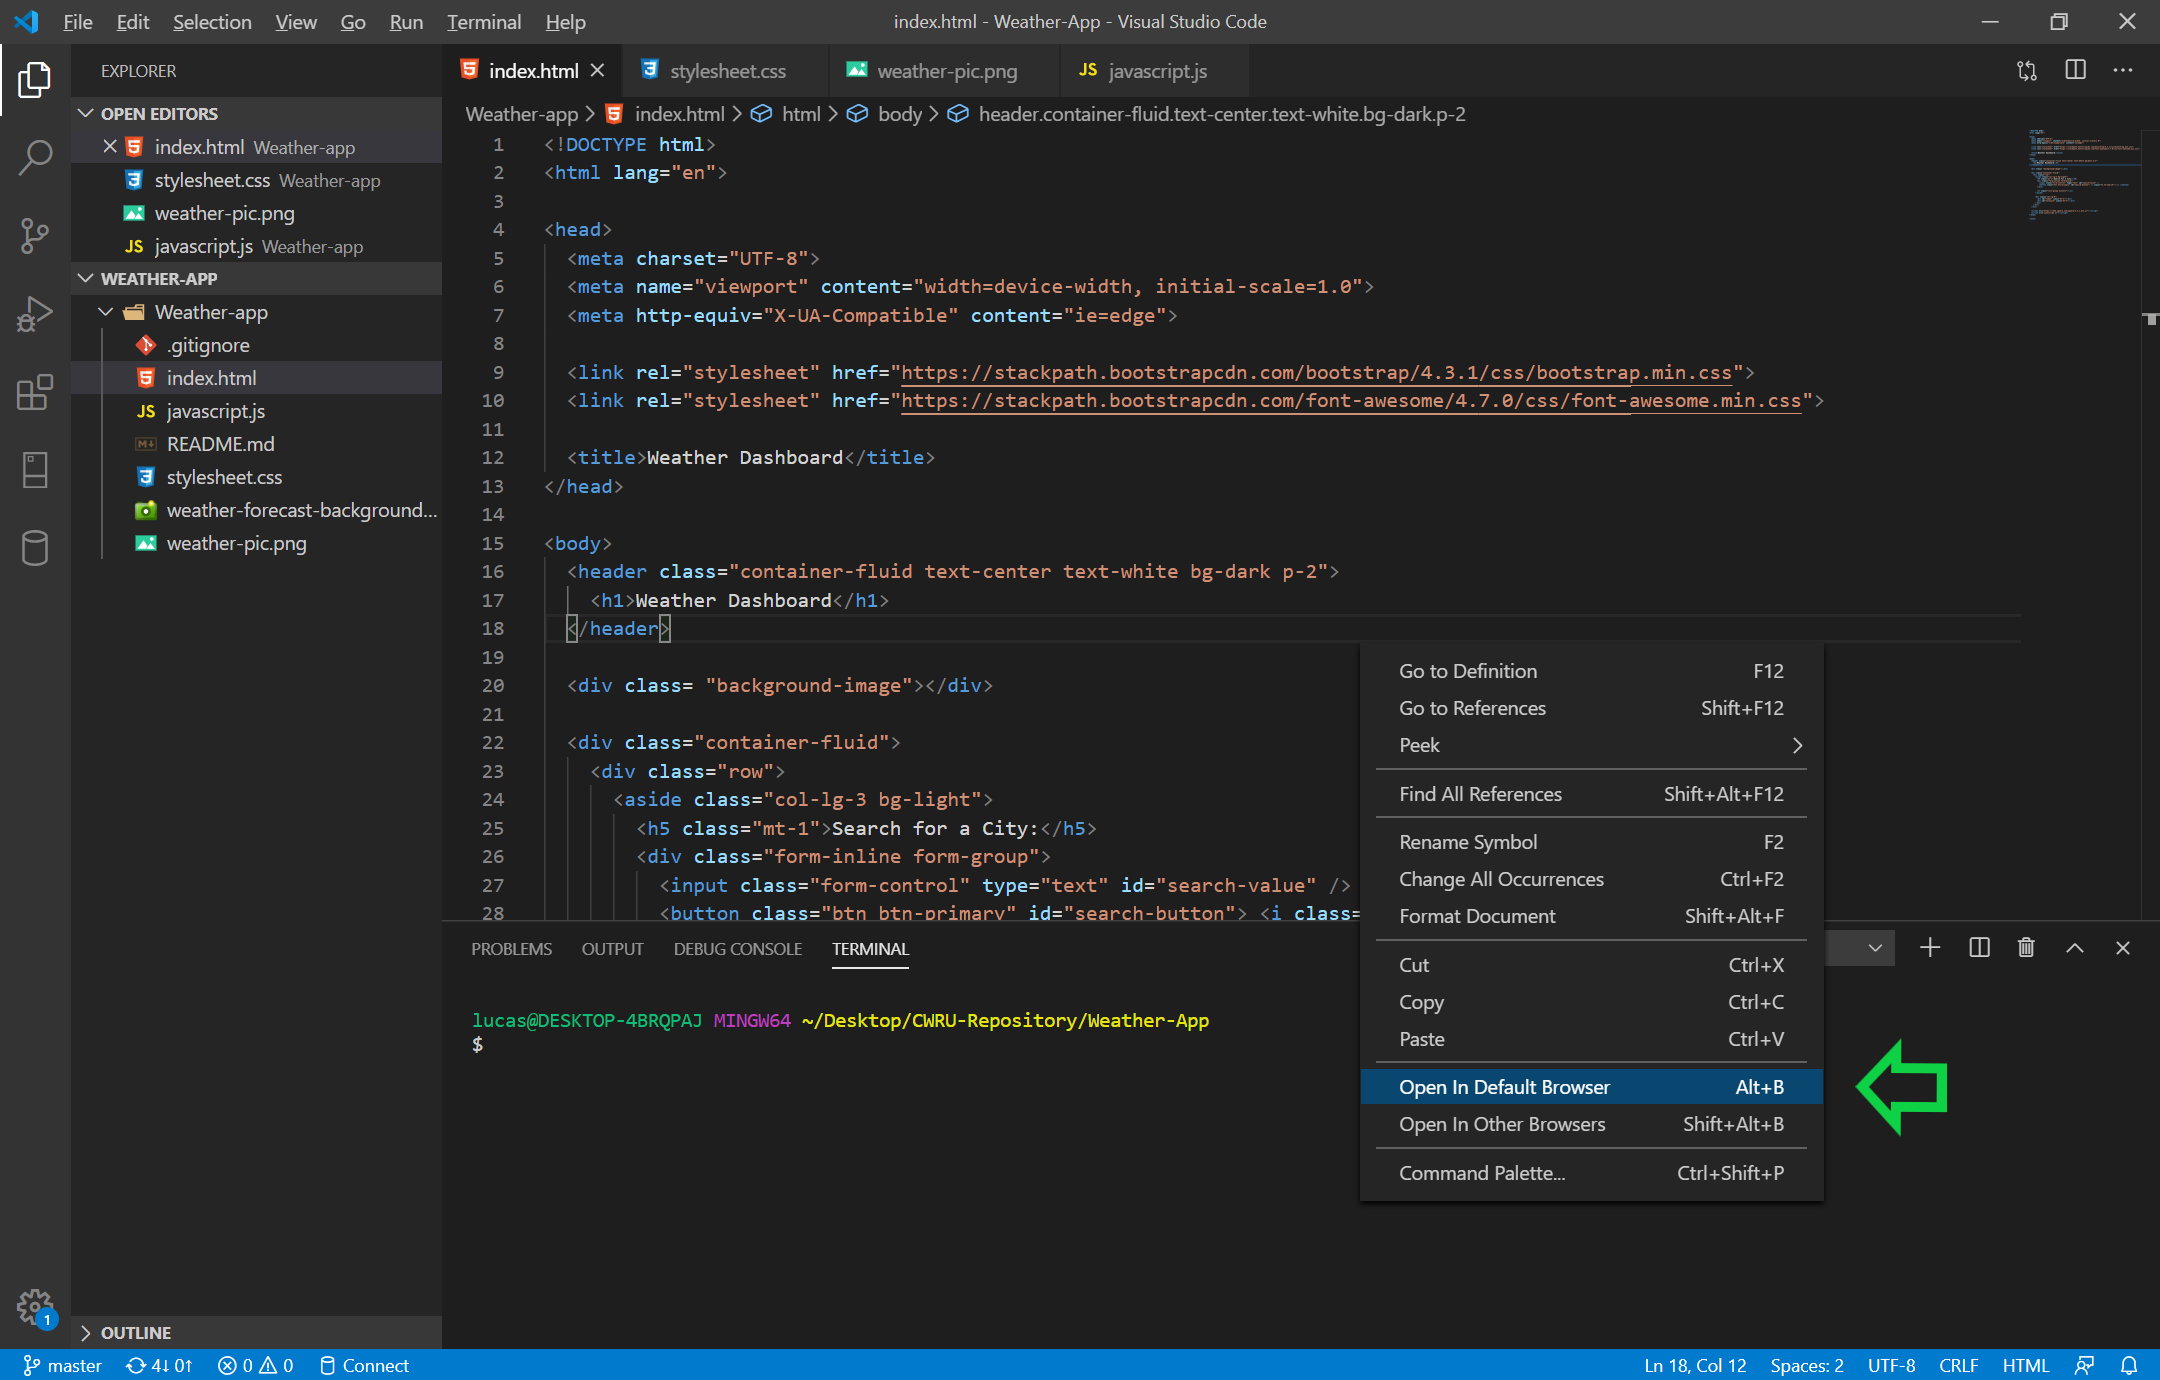 File Edit Selection View Go Run Terminal Help
index.html - Weather-App - Visual Studio Code
EXPLORER
OPEN EDITORS
index.html Weather-app
stylesheet.css Weather-app
weather-pic.png
javascript.js Weather-app
WEATHER-APP
Weather-app
.gitignore
index.html
javascript.js
README.md
stylesheet.css
weather-forecast-background...
weather-pic.png
OUTLINE
index.html stylesheet.css weather-pic.png javascript.js
Weather-app > index.html > html > body > header.container-fluid.text-center.text-white.bg-dark.p-2
1 <!DOCTYPE html>
2 <html lang="en">
3
4 <head>
5 <meta charset="UTF-8">
6 <meta name="viewport" content="width=device-width, initial-scale=1.0">
7 <meta http-equiv="X-UA-Compatible" content="ie=edge">
8
9 <link rel="stylesheet" href="https://stackpath.bootstrapcdn.com/bootstrap/4.3.1/css/bootstrap.min.css">
10 <link rel="stylesheet" href="https://stackpath.bootstrapcdn.com/font-awesome/4.7.0/css/font-awesome.min.css">
11
12 <title>Weather Dashboard</title>
13 </head>
14
15 <body>
16 <header class="container-fluid text-center text-white bg-dark p-2">
17 <h1>Weather Dashboard</h1>
18 </header>
19
20 <div class= "background-image"></div>
21
22 <div class="container-fluid">
23 <div class="row">
24 <aside class="col-lg-3 bg-light">
25 <h5 class="mt-1">Search for a City:</h5>
26 <div class="form-inline form-group">
27 <input class="form-control" type="text" id="search-value" />
28 <button class="btn btn-primary" id="search-button"> <i class=
Go to Definition F12
Go to References Shift+F12
Peek
Find All References Shift+Alt+F12
Rename Symbol F2
Change All Occurrences Ctrl+F2
Format Document Shift+Alt+F
Cut Ctrl+X
Copy Ctrl+C
Paste Ctrl+V
Open In Default Browser Alt+B
Open In Other Browsers Shift+Alt+B
Command Palette... Ctrl+Shift+P
PROBLEMS OUTPUT DEBUG CONSOLE TERMINAL
lucas@DESKTOP-4BRQPAJ MINGW64 ~/Desktop/CWRU-Repository/Weather-App
$
1
master 4↓ 0↑ 0 0 Connect
Ln 18, Col 12 Spaces: 2 UTF-8 CRLF HTML